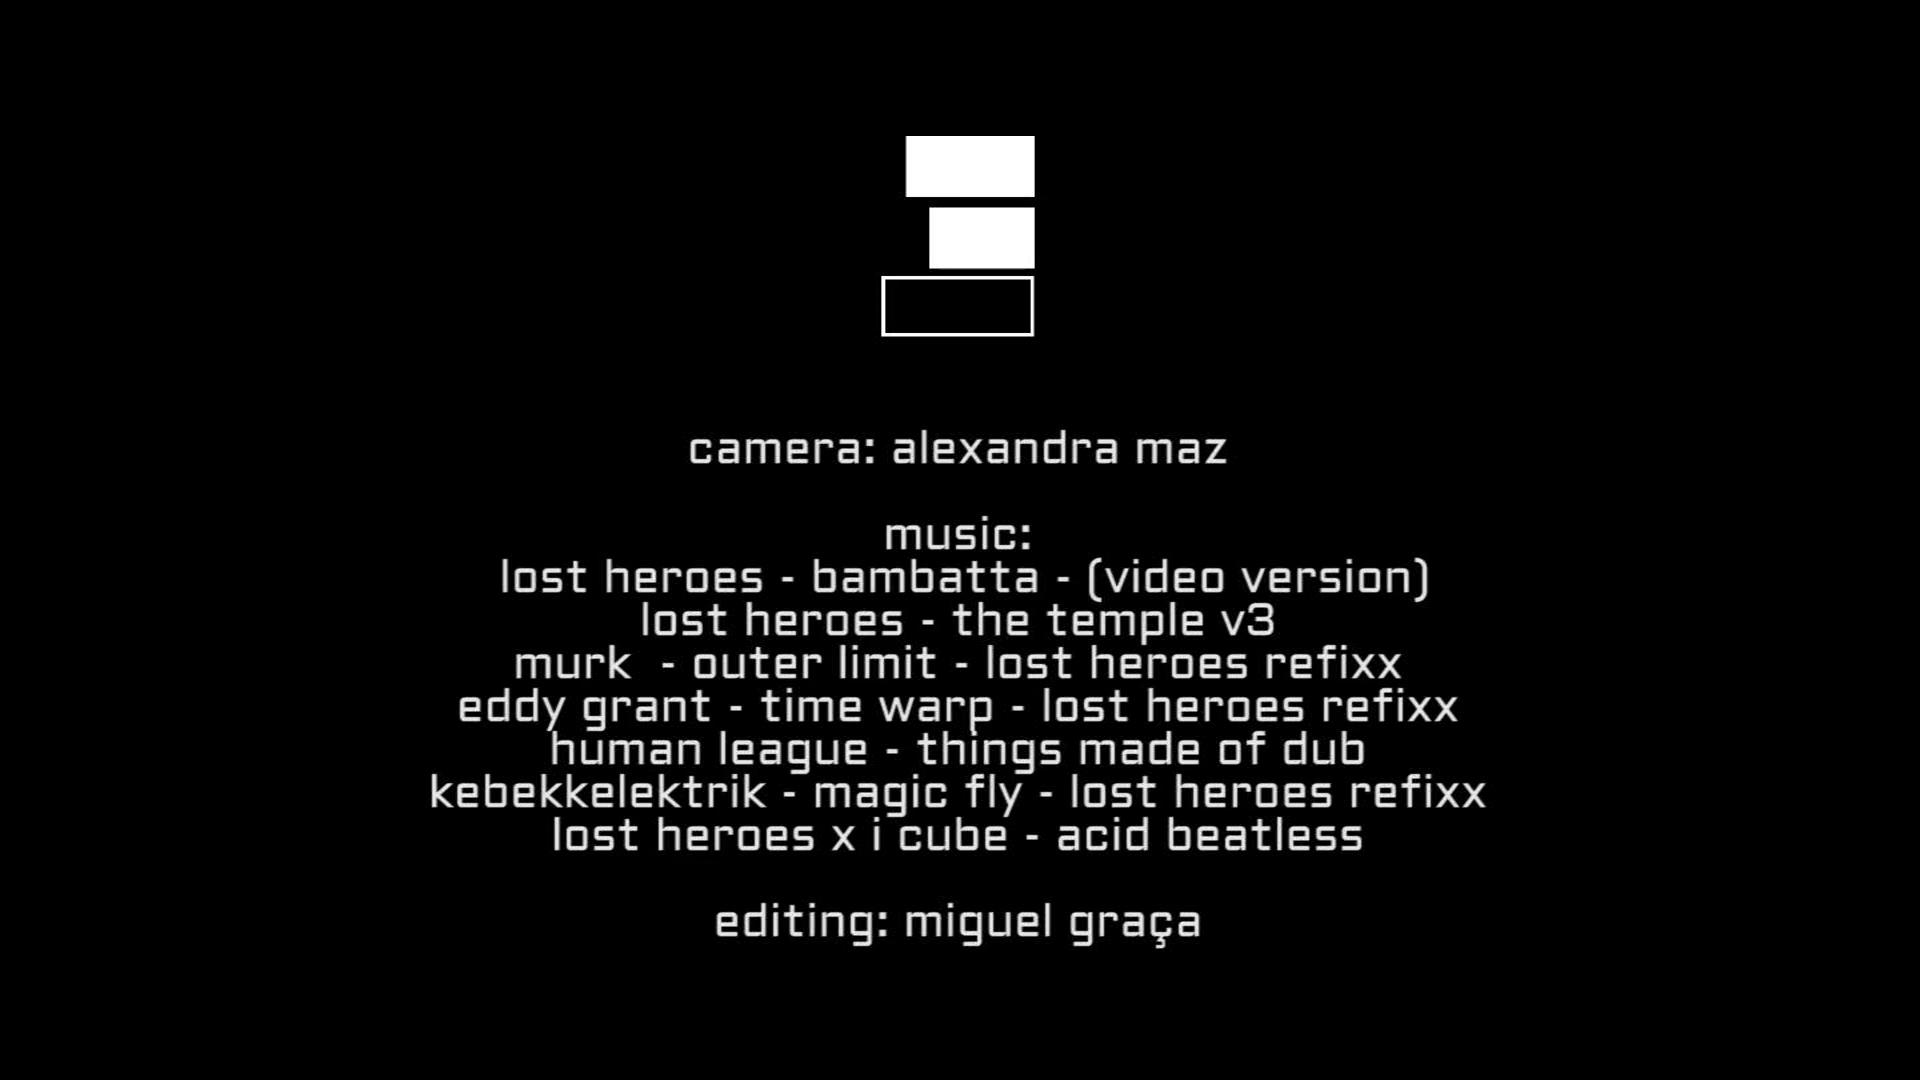 camera: alexandra maz
music:
lost heroes - bambatta - (video version)
lost heroes - the temple v3
murk  - outer limit - lost heroes refixx
eddy grant - time warp - lost heroes refixx
human league - things made of dub
kebekkelektrik - magic fly - lost heroes refixx
lost heroes x i cube - acid beatless
editing: miguel graça